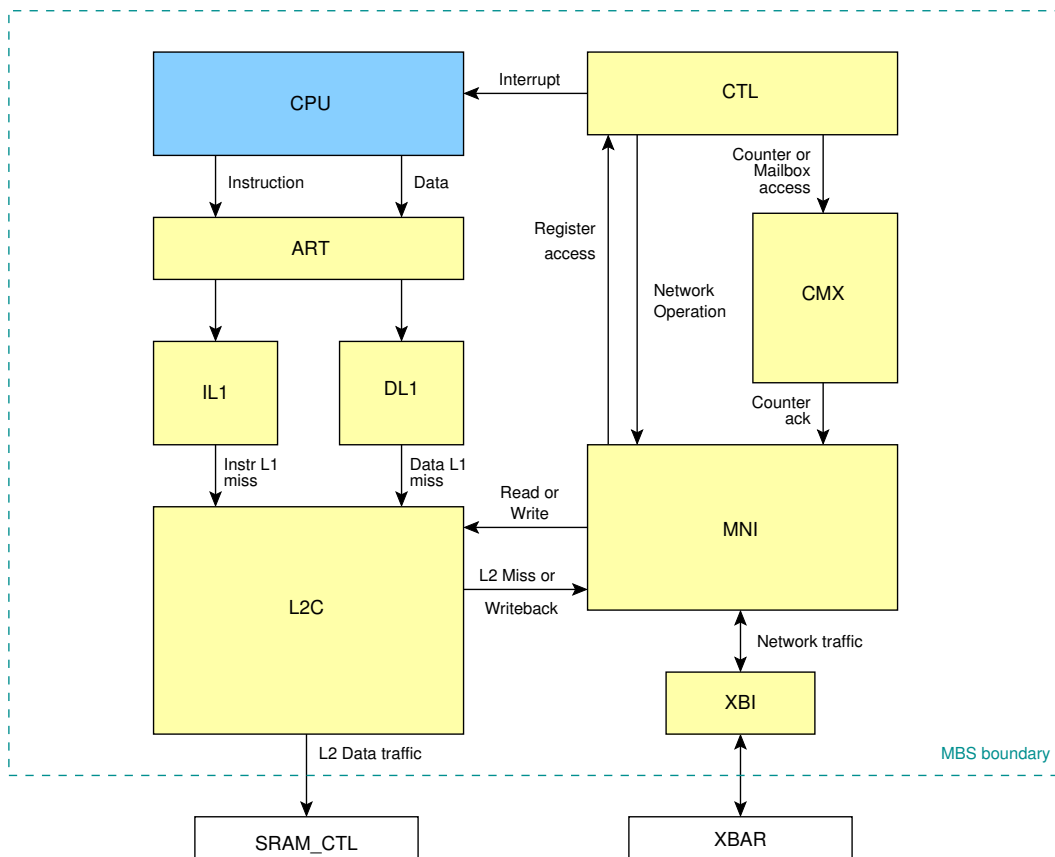 Interrupt
CPU
CTL
Counter or
Mailbox
access
Instruction
Data
Register
access
ART
Network
Operation
CMX
IL1
DL1
Counter
ack
Instr L1
miss
Data L1
miss
Read or
Write
MNI
L2 Miss or
Writeback
L2C
Network traffic
XBI
L2 Data traffic
MBS boundary
SRAM_CTL
XBAR